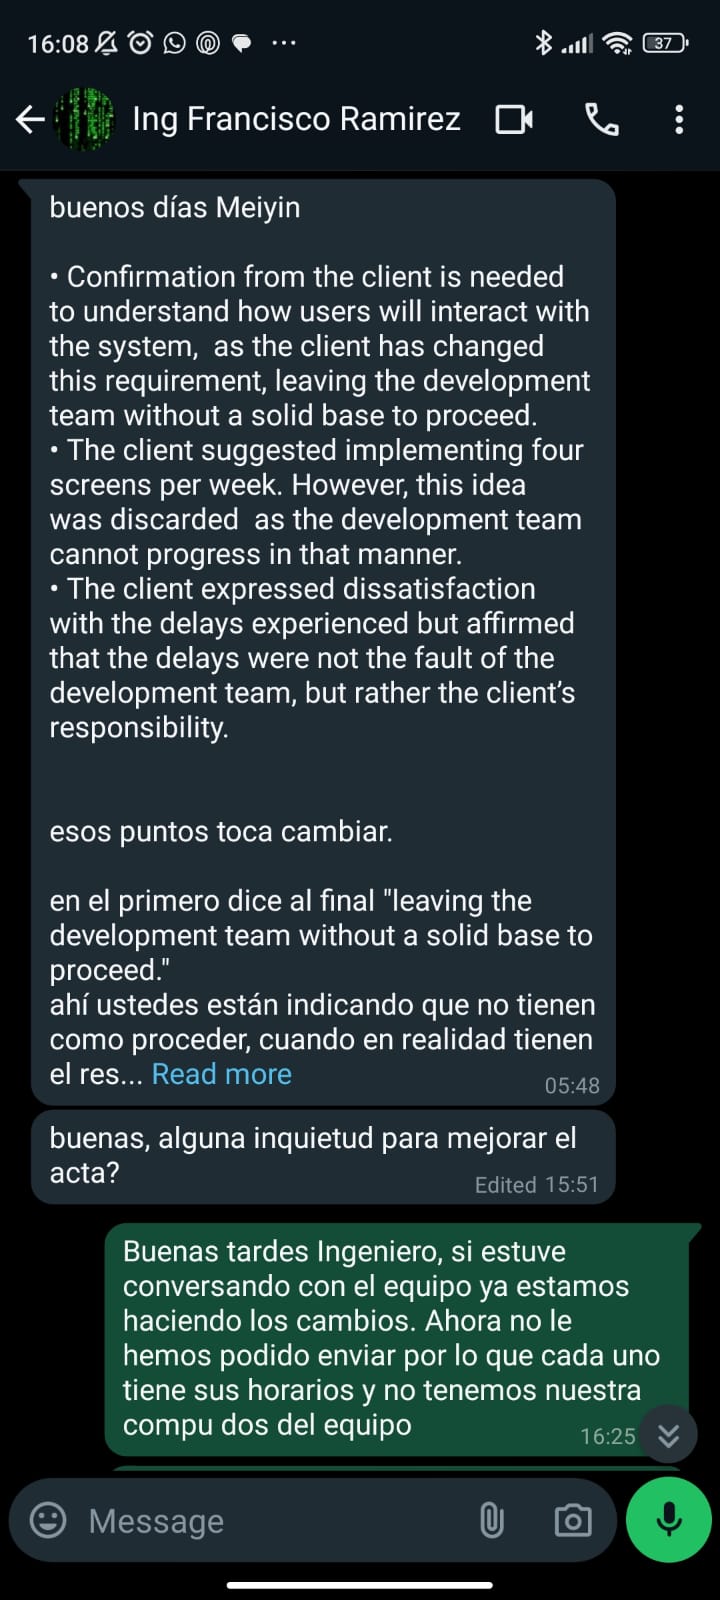 16:08
37
Ing Francisco Ramirez
buenos días Meiyin
• Confirmation from the client is needed
to understand how users will interact with
the system,  as the client has changed
this requirement, leaving the development
team without a solid base to proceed.
• The client suggested implementing four
screens per week. However, this idea
was discarded  as the development team
cannot progress in that manner.
• The client expressed dissatisfaction
with the delays experienced but affirmed
that the delays were not the fault of the
development team, but rather the client’s
responsibility.
esos puntos toca cambiar.
en el primero dice al final "leaving the
development team without a solid base to
proceed."
ahí ustedes están indicando que no tienen
como proceder, cuando en realidad tienen
el res... Read more
05:48
buenas, alguna inquietud para mejorar el
acta?
Edited 15:51
Buenas tardes Ingeniero, si estuve
conversando con el equipo ya estamos
haciendo los cambios. Ahora no le
hemos podido enviar por lo que cada uno
tiene sus horarios y no tenemos nuestra
compu dos del equipo
16:25
Message